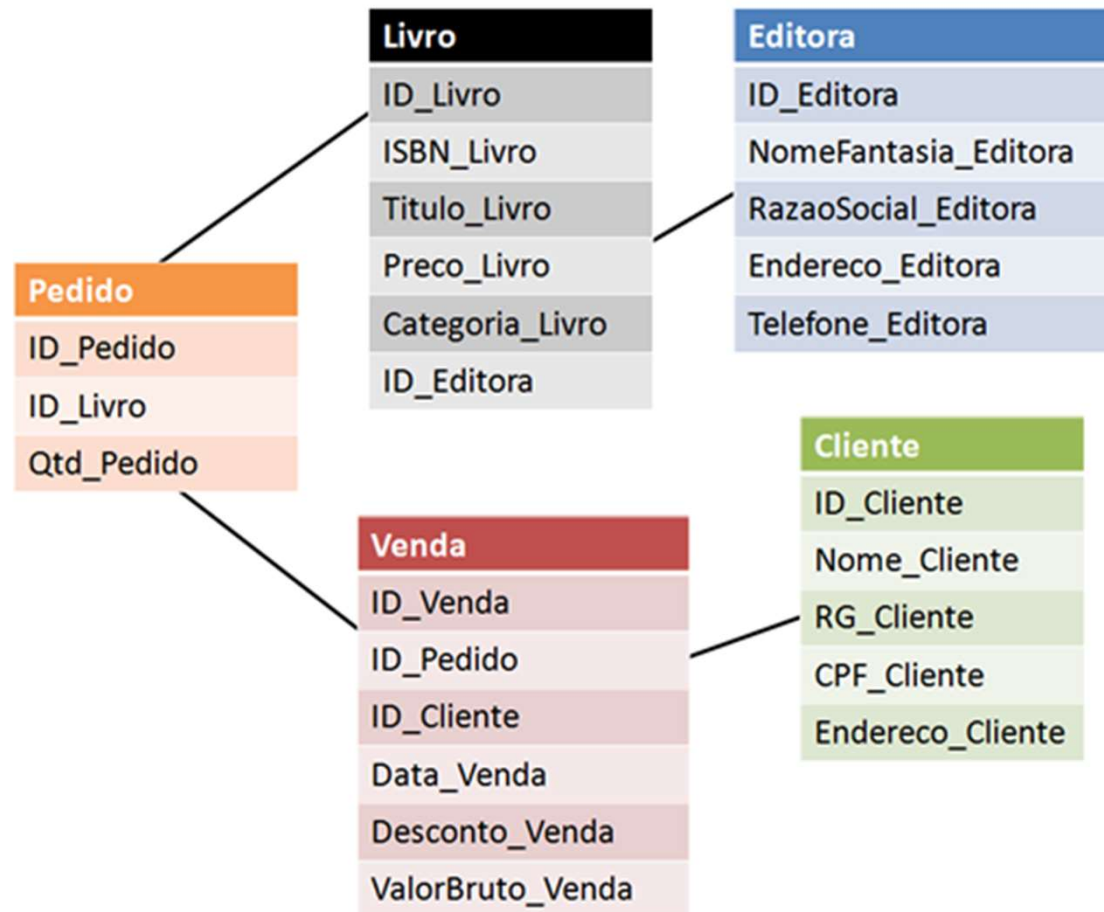 Livro
ID_Livro
ISBN_Livro
Titulo_Livro
Preco_Livro
Categoria_Livro
ID_Editora
Editora
ID_Editora
NomeFantasia_Editora
RazaoSocial_Editora
Endereco_Editora
Telefone_Editora
Pedido
ID_Pedido
ID_Livro
Qtd_Pedido
Venda
ID_Venda
ID_Pedido
ID_Cliente
Data_Venda
Desconto_Venda
ValorBruto_Venda
Cliente
ID_Cliente
Nome_Cliente
RG_Cliente
CPF_Cliente
Endereco_Cliente